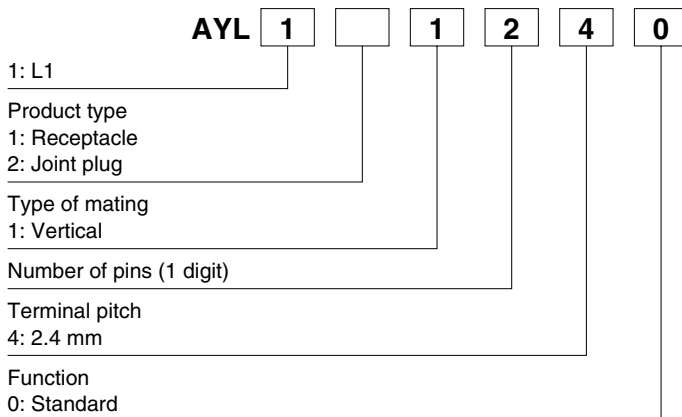 AYL 1 1 2 4 0
1: L1
Product type
1: Receptacle
2: Joint plug
Type of mating
1: Vertical
Number of pins (1 digit)
Terminal pitch
4: 2.4 mm
Function
0: Standard